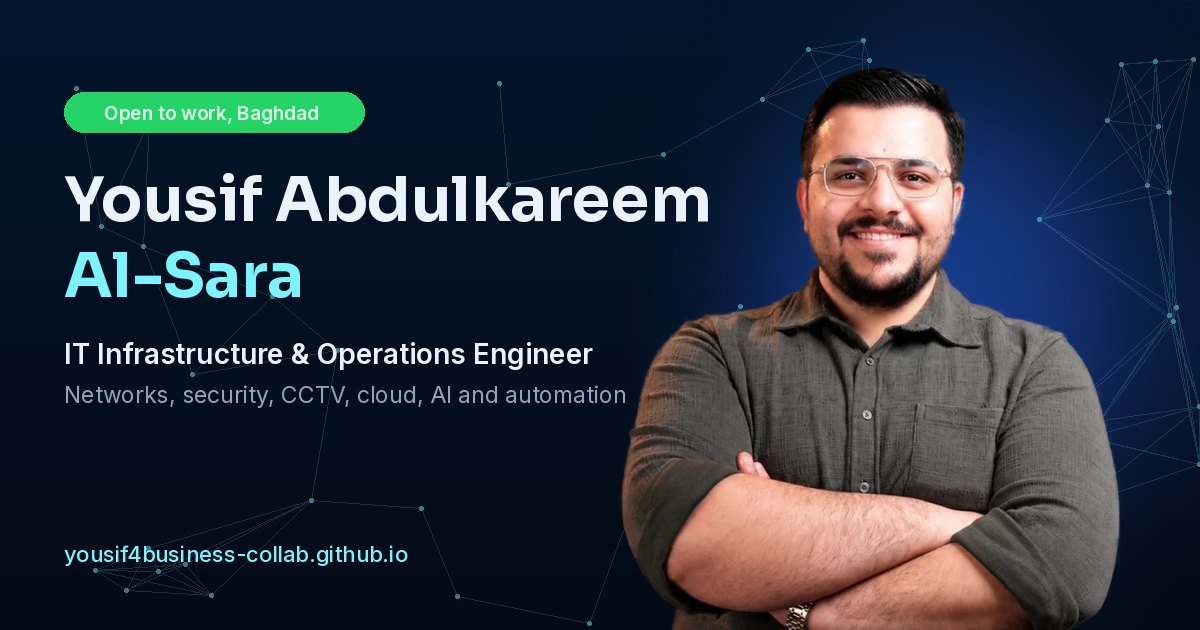 Open to work, Baghdad
Yousif Abdulkareem
Al-Sara
IT Infrastructure & Operations Engineer
Networks, security, CCTV, cloud, AI and automation
yousif4business-collab.github.io